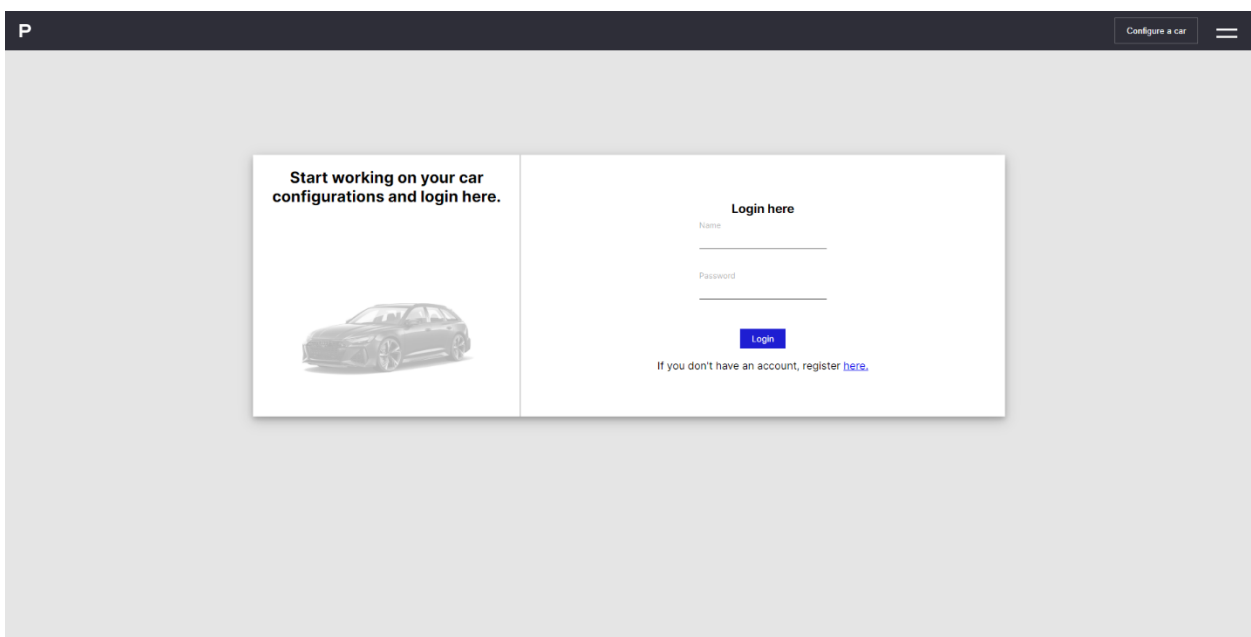 P
Configure a car
Start working on your car
configurations and login here.
Login here
Name
Password
Login
If you don't have an account, register here.